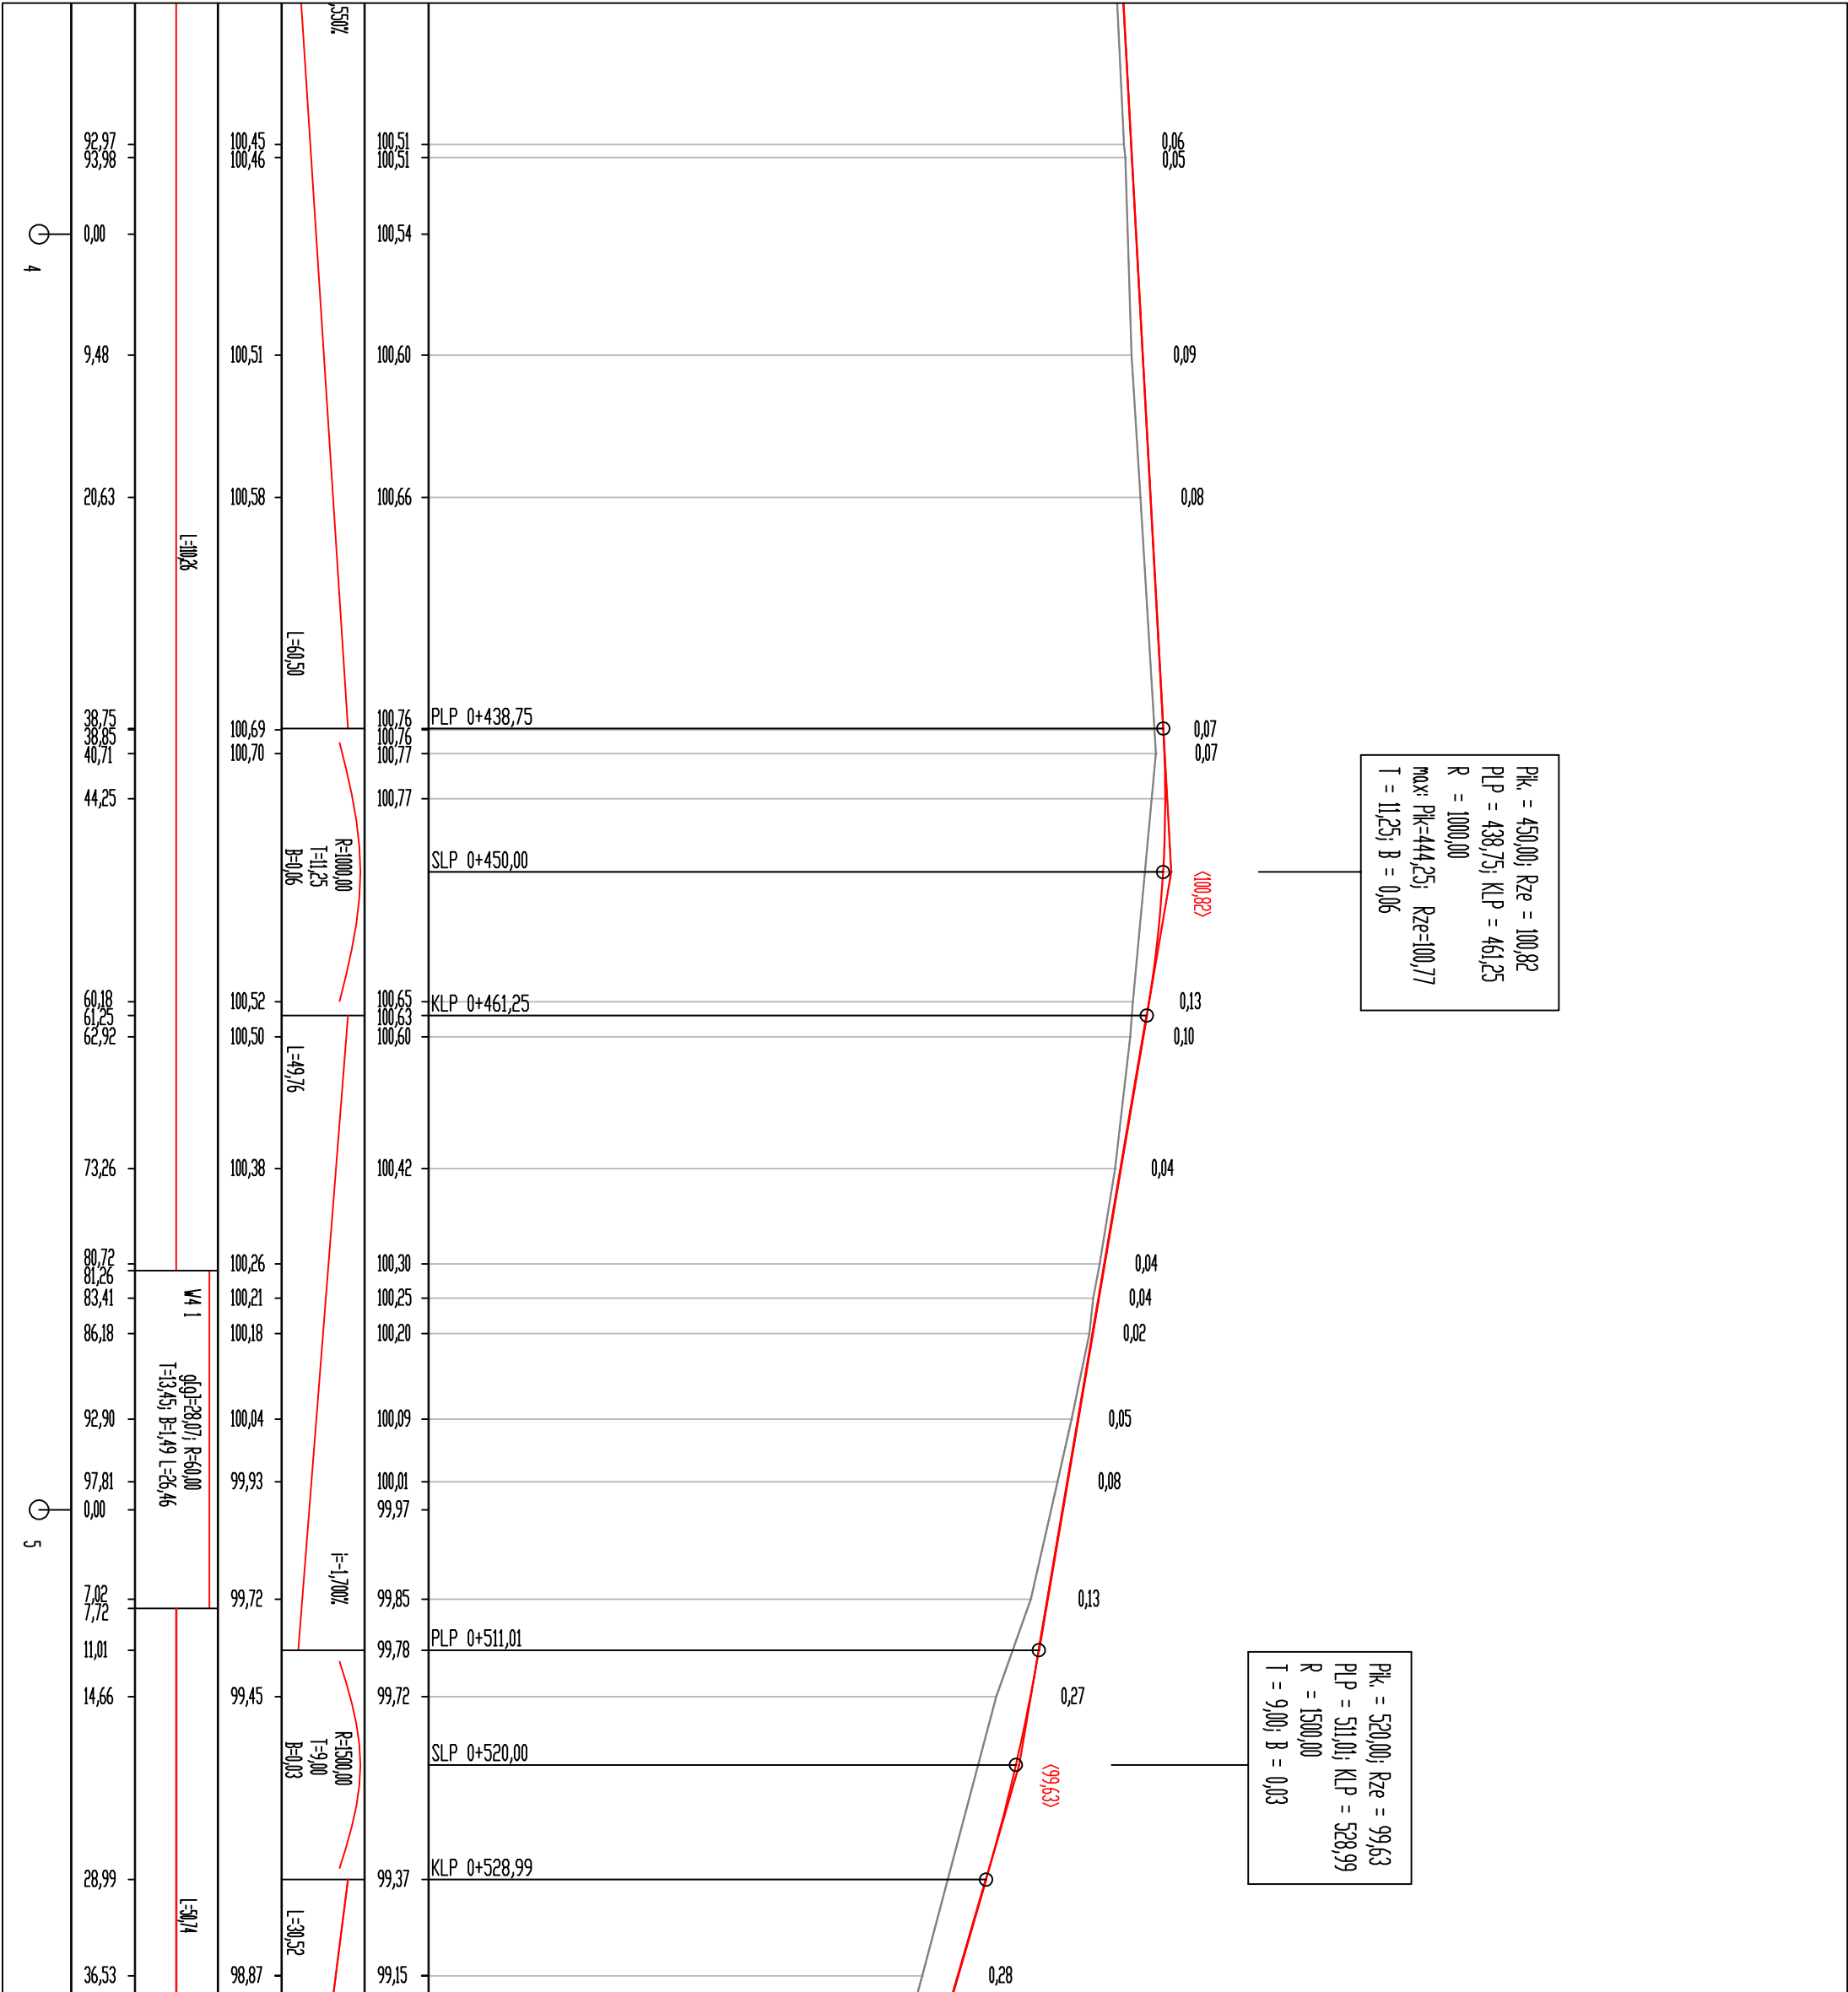 ,550%
92,97
100,45
100,51
0,06
93,98
100,46
100,51
0,05
0,00
100,54
4
9,48
100,51
100,60
0,09
20,63
100,58
100,66
0,08
L=110,26
L=60,50
38,75
100,76
PLP 0+438,75
38,85
100,69
100,76
0,07
40,71
100,70
100,77
0,07
44,25
100,77
Pik. = 450,00; Rze = 100,82
PLP = 438,75; KLP = 461,25
R = 1000,00
max: Pik=444,25; Rze=100,77
T = 11,25; B = 0,06
R=1000,00
T=11,25
B=0,06
SLP 0+450,00
<100,82>
60,18
100,52
100,65
0,13
61,25
100,63
KLP 0+461,25
62,92
100,50
100,60
0,10
L=49,76
73,26
100,38
100,42
0,04
80,72
100,26
100,30
0,04
81,26
83,41
100,21
100,25
0,04
86,18
100,18
100,20
0,02
W4 1
g[g]=28,07; R=60,00
T=13,45; B=1,49 L=26,46
92,90
100,04
100,09
0,05
97,81
99,93
100,01
0,08
0,00
99,97
5
i=-1,700%
7,02
99,72
99,85
0,13
7,72
11,01
99,78
PLP 0+511,01
14,66
99,45
99,72
0,27
Pik. = 520,00; Rze = 99,63
PLP = 511,01; KLP = 528,99
R = 1500,00
T = 9,00; B = 0,03
R=1500,00
T=9,00
B=0,03
SLP 0+520,00
<99,63>
28,99
99,37
KLP 0+528,99
L=50,74
L=30,52
36,53
98,87
99,15
0,28